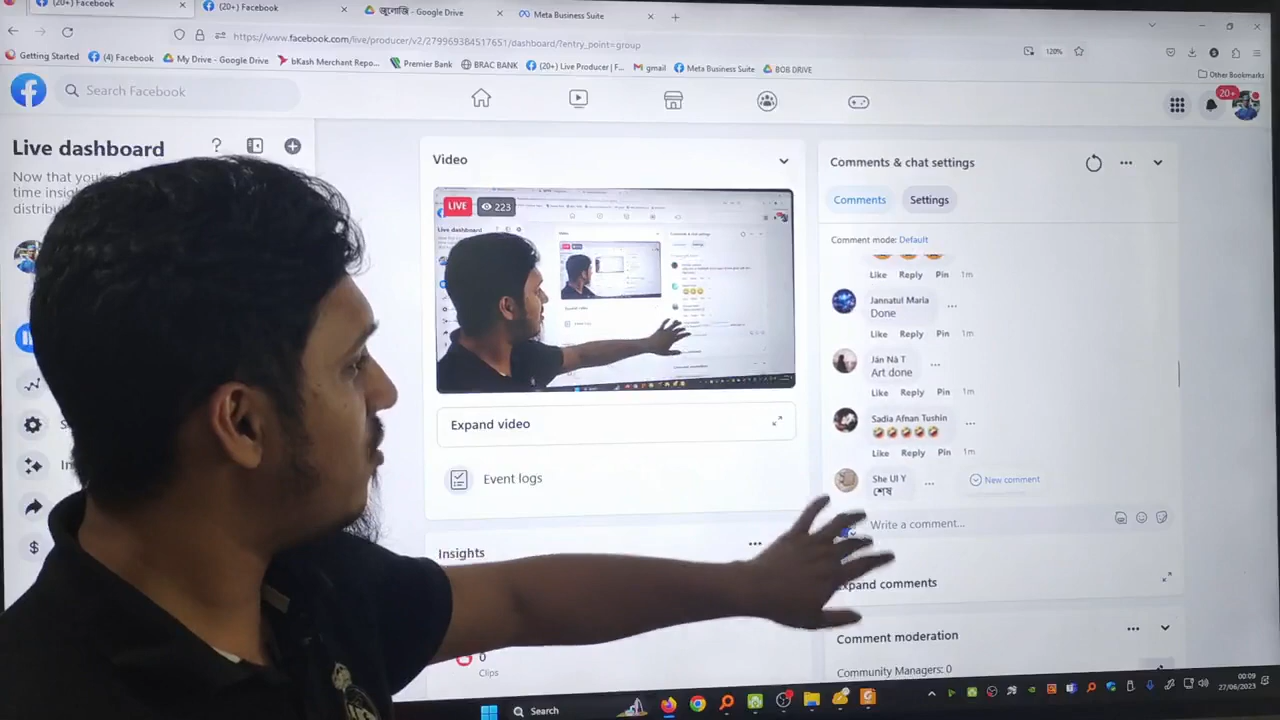 (20+) Facebook
(20+) Facebook
জুলোজি - Google Drive
Meta Business Suite
https://www.facebook.com/live/producer/v2/279969384517651/dashboard/?entry_point=group
120%
Getting Started
(4) Facebook
My Drive - Google Drive
bKash Merchant Repo...
Premier Bank
BRAC BANK
(20+) Live Producer | F...
gmail
Meta Business Suite
BOB DRIVE
Other Bookmarks
Search Facebook
20+
Live dashboard
Now that you'
time insig
distribu
Video
LIVE
223
Live dashboard
Expand video
Event logs
Insights
0
Clips
Comments & chat settings
Comments
Settings
Comment mode: Default
Like Reply Pin 1m
Jannatul Maria
Done
Like Reply Pin 1m
Ján Nà T
Art done
Like Reply Pin 1m
Sadia Afnan Tushin
Like Reply Pin 1m
She Ul Y
শেষ
New comment
Write a comment...
xpand comments
Comment moderation
Community Managers: 0
Search
00:09
27/06/2023